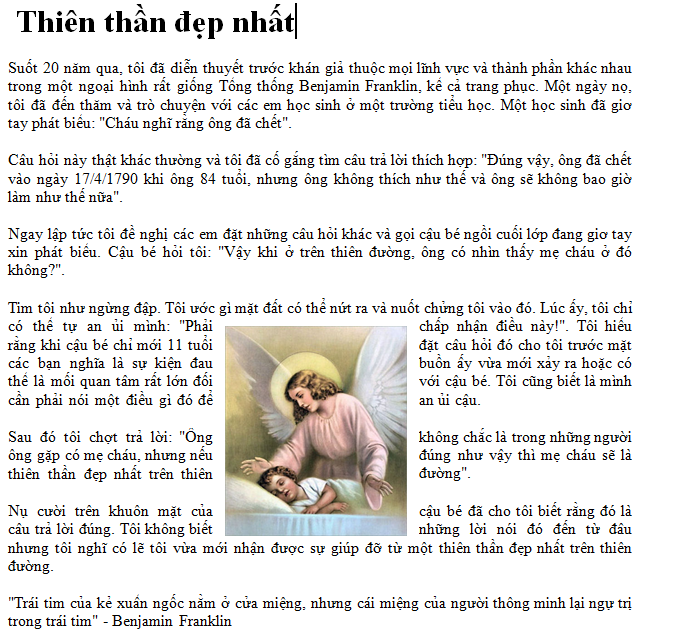 Thiên thần đẹp nhất
Suốt 20 năm qua, tôi đã diễn thuyết trước khán giả thuộc mọi lĩnh vực và thành phần khác nhau
trong một ngoại hình rất giống Tổng thống Benjamin Franklin, kể cả trang phục. Một ngày nọ,
tôi đã đến thăm và trò chuyện với các em học sinh ở một trường tiểu học. Một học sinh đã giơ
tay phát biểu: "Cháu nghĩ rằng ông đã chết".
Câu hỏi này thật khác thường và tôi đã cố gắng tìm câu trả lời thích hợp: "Đúng vậy, ông đã chết
vào ngày 17/4/1790 khi ông 84 tuổi, nhưng ông không thích như thế và ông sẽ không bao giờ
làm như thế nữa".
Ngay lập tức tôi đề nghị các em đặt những câu hỏi khác và gọi cậu bé ngồi cuối lớp đang giơ tay
xin phát biểu. Cậu bé hỏi tôi: "Vậy khi ở trên thiên đường, ông có nhìn thấy mẹ cháu ở đó
không?".
Tim tôi như ngừng đập. Tôi ước gì mặt đất có thể nứt ra và nuốt chửng tôi vào đó. Lúc ấy, tôi chỉ
có thể tự an ủi mình: "Phải chấp nhận điều này!". Tôi hiểu
rằng khi cậu bé chỉ mới 11 tuổi đặt câu hỏi đó cho tôi trước mặt
các bạn nghĩa là sự kiện đau buồn ấy vừa mới xảy ra hoặc có
thể là mối quan tâm rất lớn đối với cậu bé. Tôi cũng biết là mình
cần phải nói một điều gì đó để an ủi cậu.
Sau đó tôi chợt trả lời: "Ông không chắc là trong những người
ông gặp có mẹ cháu, nhưng nếu đúng như vậy thì mẹ cháu sẽ là
thiên thần đẹp nhất trên thiên đường".
Nụ cười trên khuôn mặt của cậu bé đã cho tôi biết rằng đó là
câu trả lời đúng. Tôi không biết những lời nói đó đến từ đâu
nhưng tôi nghĩ có lẽ tôi vừa mới nhận được sự giúp đỡ từ một thiên thần đẹp nhất trên thiên
đường.
"Trái tim của kẻ xuẩn ngốc nằm ở cửa miệng, nhưng cái miệng của người thông minh lại ngự trị
trong trái tim" - Benjamin Franklin